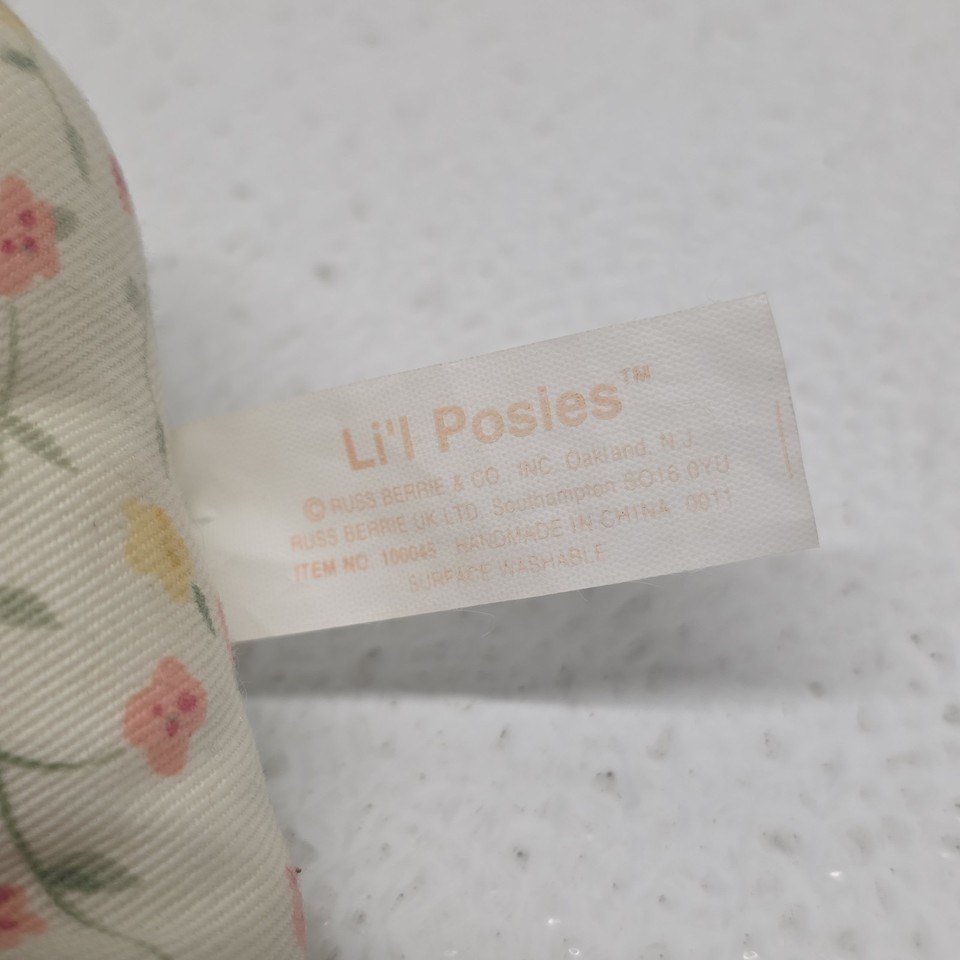 Li'l Posies™
© RUSS BERRIE & CO. INC. Oakland, N.J.
RUSS BERRIE UK LTD. Southampton SO16 0YU
ITEM NO 100045 HANDMADE IN CHINA 0011
SURFACE WASHABLE